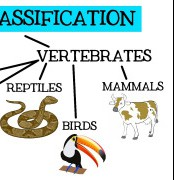 ASSIFICATION
VERTEBRATES
REPTILES
MAMMALS
BIRDS